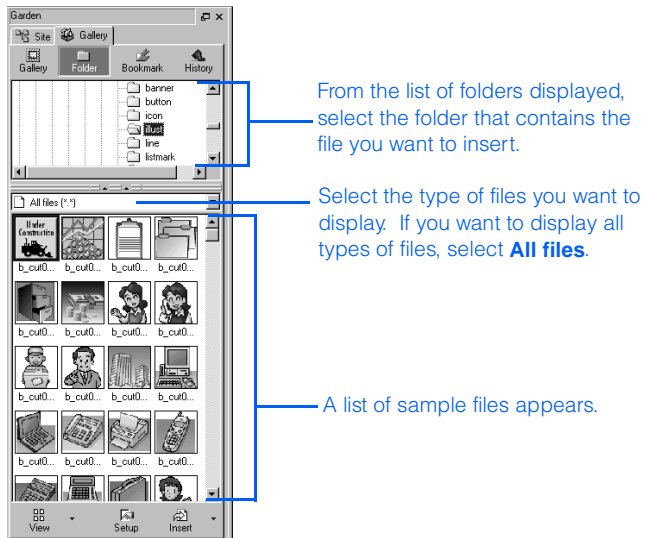 Garden
Site Gallery
Gallery Folder Bookmark History
banner
button
icon
illust
line
listmark
From the list of folders displayed,
select the folder that contains the
file you want to insert.
All files (*.*)
Select the type of files you want to
display. If you want to display all
types of files, select All files.
Under
Construction
b_cut0... b_cut0... b_cut0... b_cut0...
b_cut0... b_cut0... b_cut0... b_cut0...
b_cut0... b_cut0... b_cut0... b_cut0...
A list of sample files appears.
b_cut0... b_cut0... b_cut0... b_cut0...
View Setup Insert